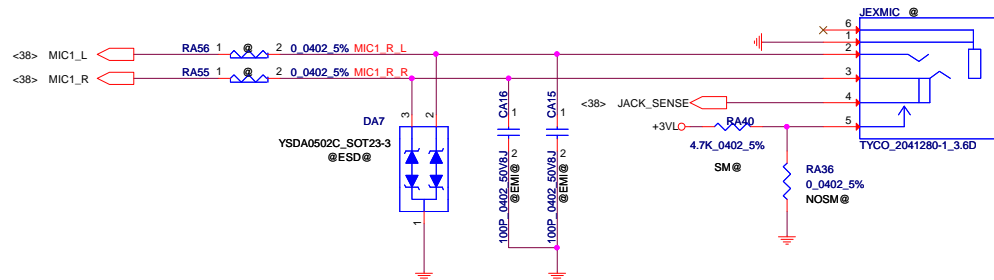 JEXMIC @
6
1
<38> MIC1_L RA56 1 @ 2 0_0402_5% MIC1_R_L 2
<38> MIC1_R RA55 1 @ 2 0_0402_5% MIC1_R_R 3
<38> JACK_SENSE 4
+3VL RA40 5
4.7K_0402_5% TYCO_2041280-1_3.6D
SM@
RA36
0_0402_5%
NOSM@
DA7 3 2
YSDA0502C_SOT23-3
@ESD@
1
CA16
1
2
100P_0402_50V8J
@EMI@
CA15
1
2
100P_0402_50V8J
@EMI@